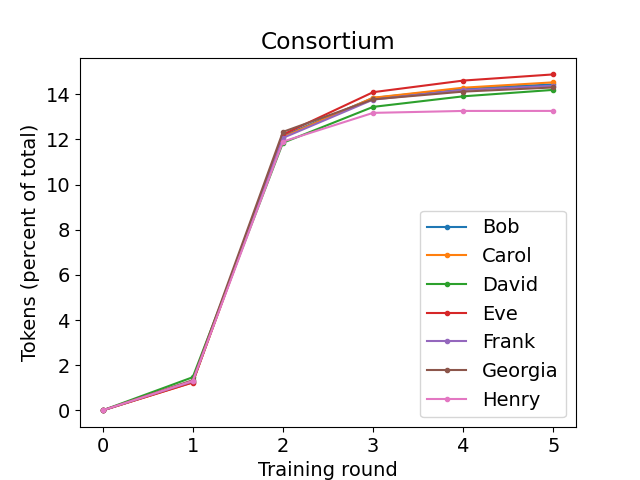 Consortium
Tokens (percent of total)
14
12
10
8
6
4
2
0
0 1 2 3 4 5
Training round
Bob
Carol
David
Eve
Frank
Georgia
Henry